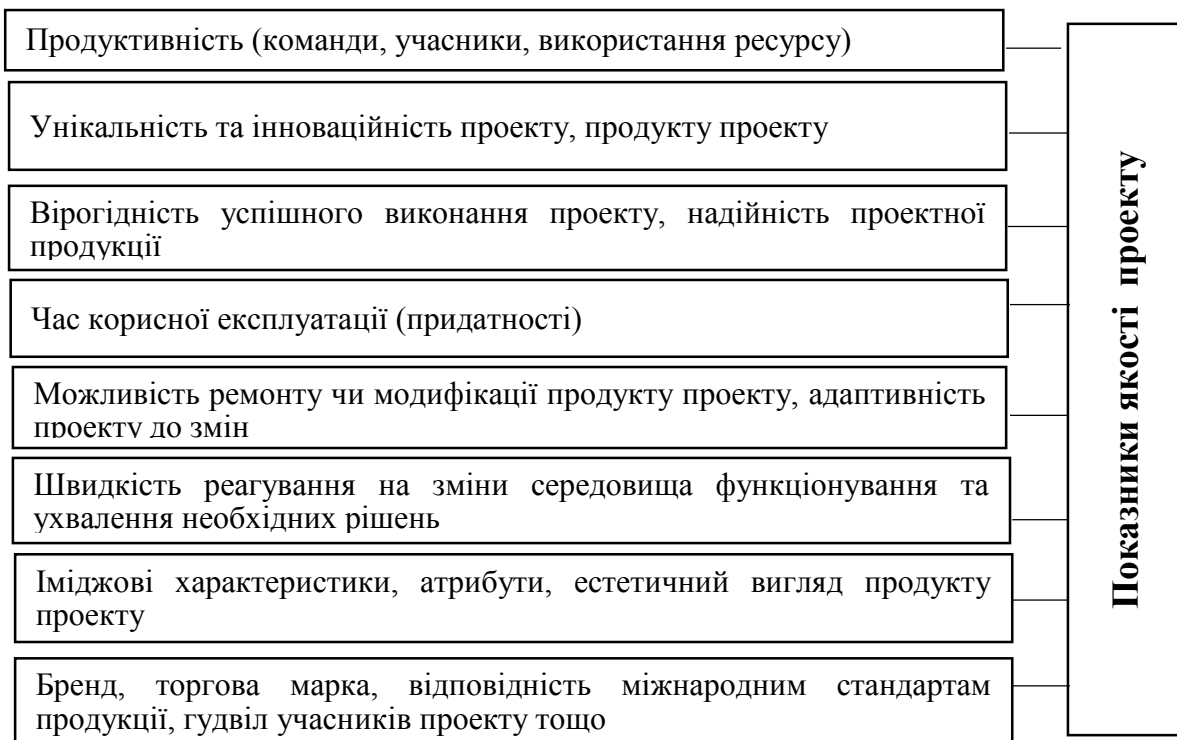 Продуктивність (команди, учасники, використання ресурсу)
Унікальність та інноваційність проекту, продукту проекту
Вірогідність успішного виконання проекту, надійність проектної
продукції
Час корисної експлуатації (придатності)
Можливість ремонту чи модифікації продукту проекту, адаптивність
проекту до змін
Швидкість реагування на зміни середовища функціонування та
ухвалення необхідних рішень
Іміджові характеристики, атрибути, естетичний вигляд продукту
проекту
Бренд, торгова марка, відповідність міжнародним стандартам
продукції, гудвіл учасників проекту тощо
Показники якості проекту